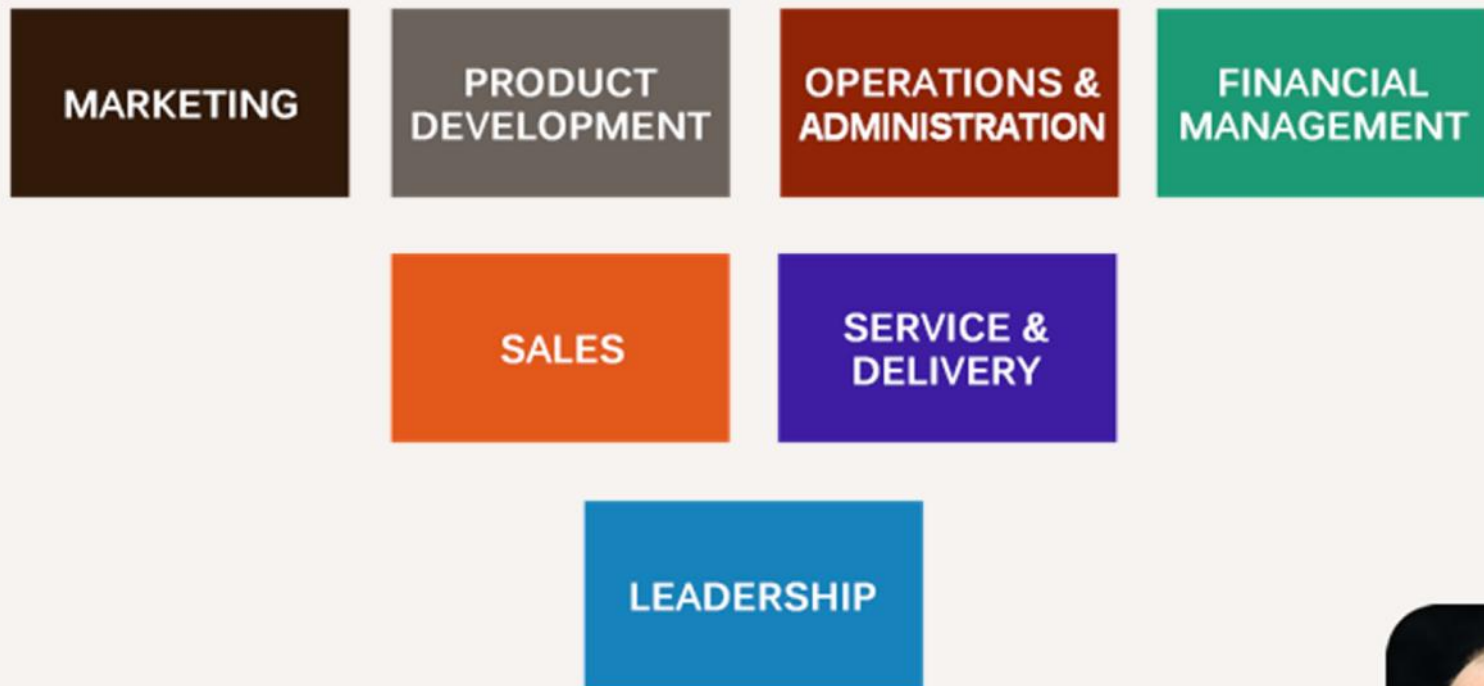 MARKETING
PRODUCT
DEVELOPMENT
OPERATIONS &
ADMINISTRATION
FINANCIAL
MANAGEMENT
SALES
SERVICE &
DELIVERY
LEADERSHIP